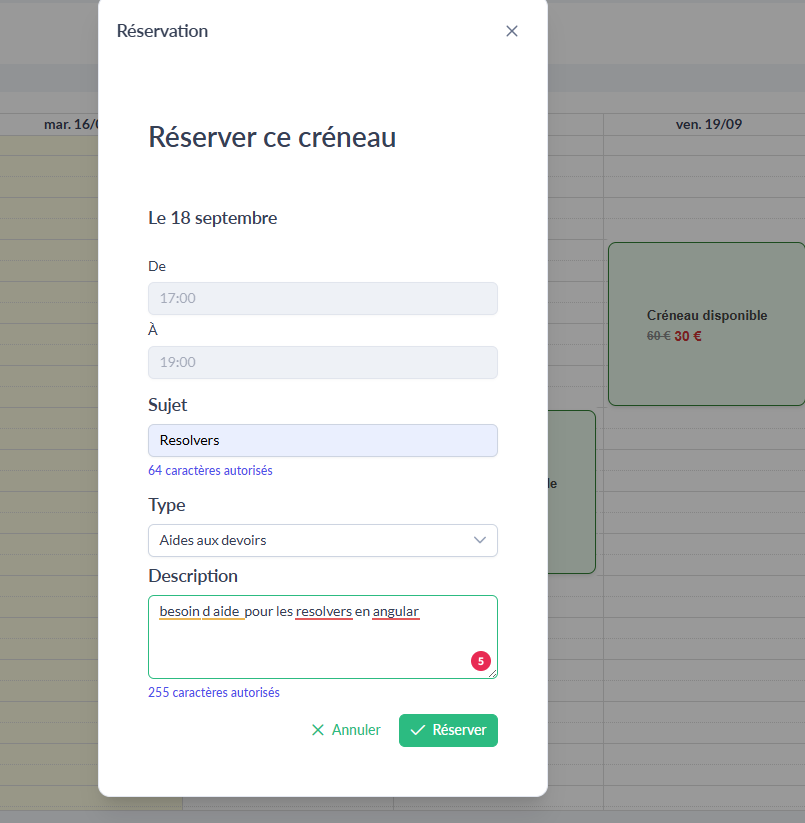 Réservation
mar. 16/0
ven. 19/09
Réserver ce créneau
Le 18 septembre
De
17:00
À
19:00
Créneau disponible
60 € 30 €
Sujet
Resolvers
64 caractères autorisés
le
Type
Aides aux devoirs
Description
besoin d aide pour les resolvers en angular
5
255 caractères autorisés
Annuler
Réserver